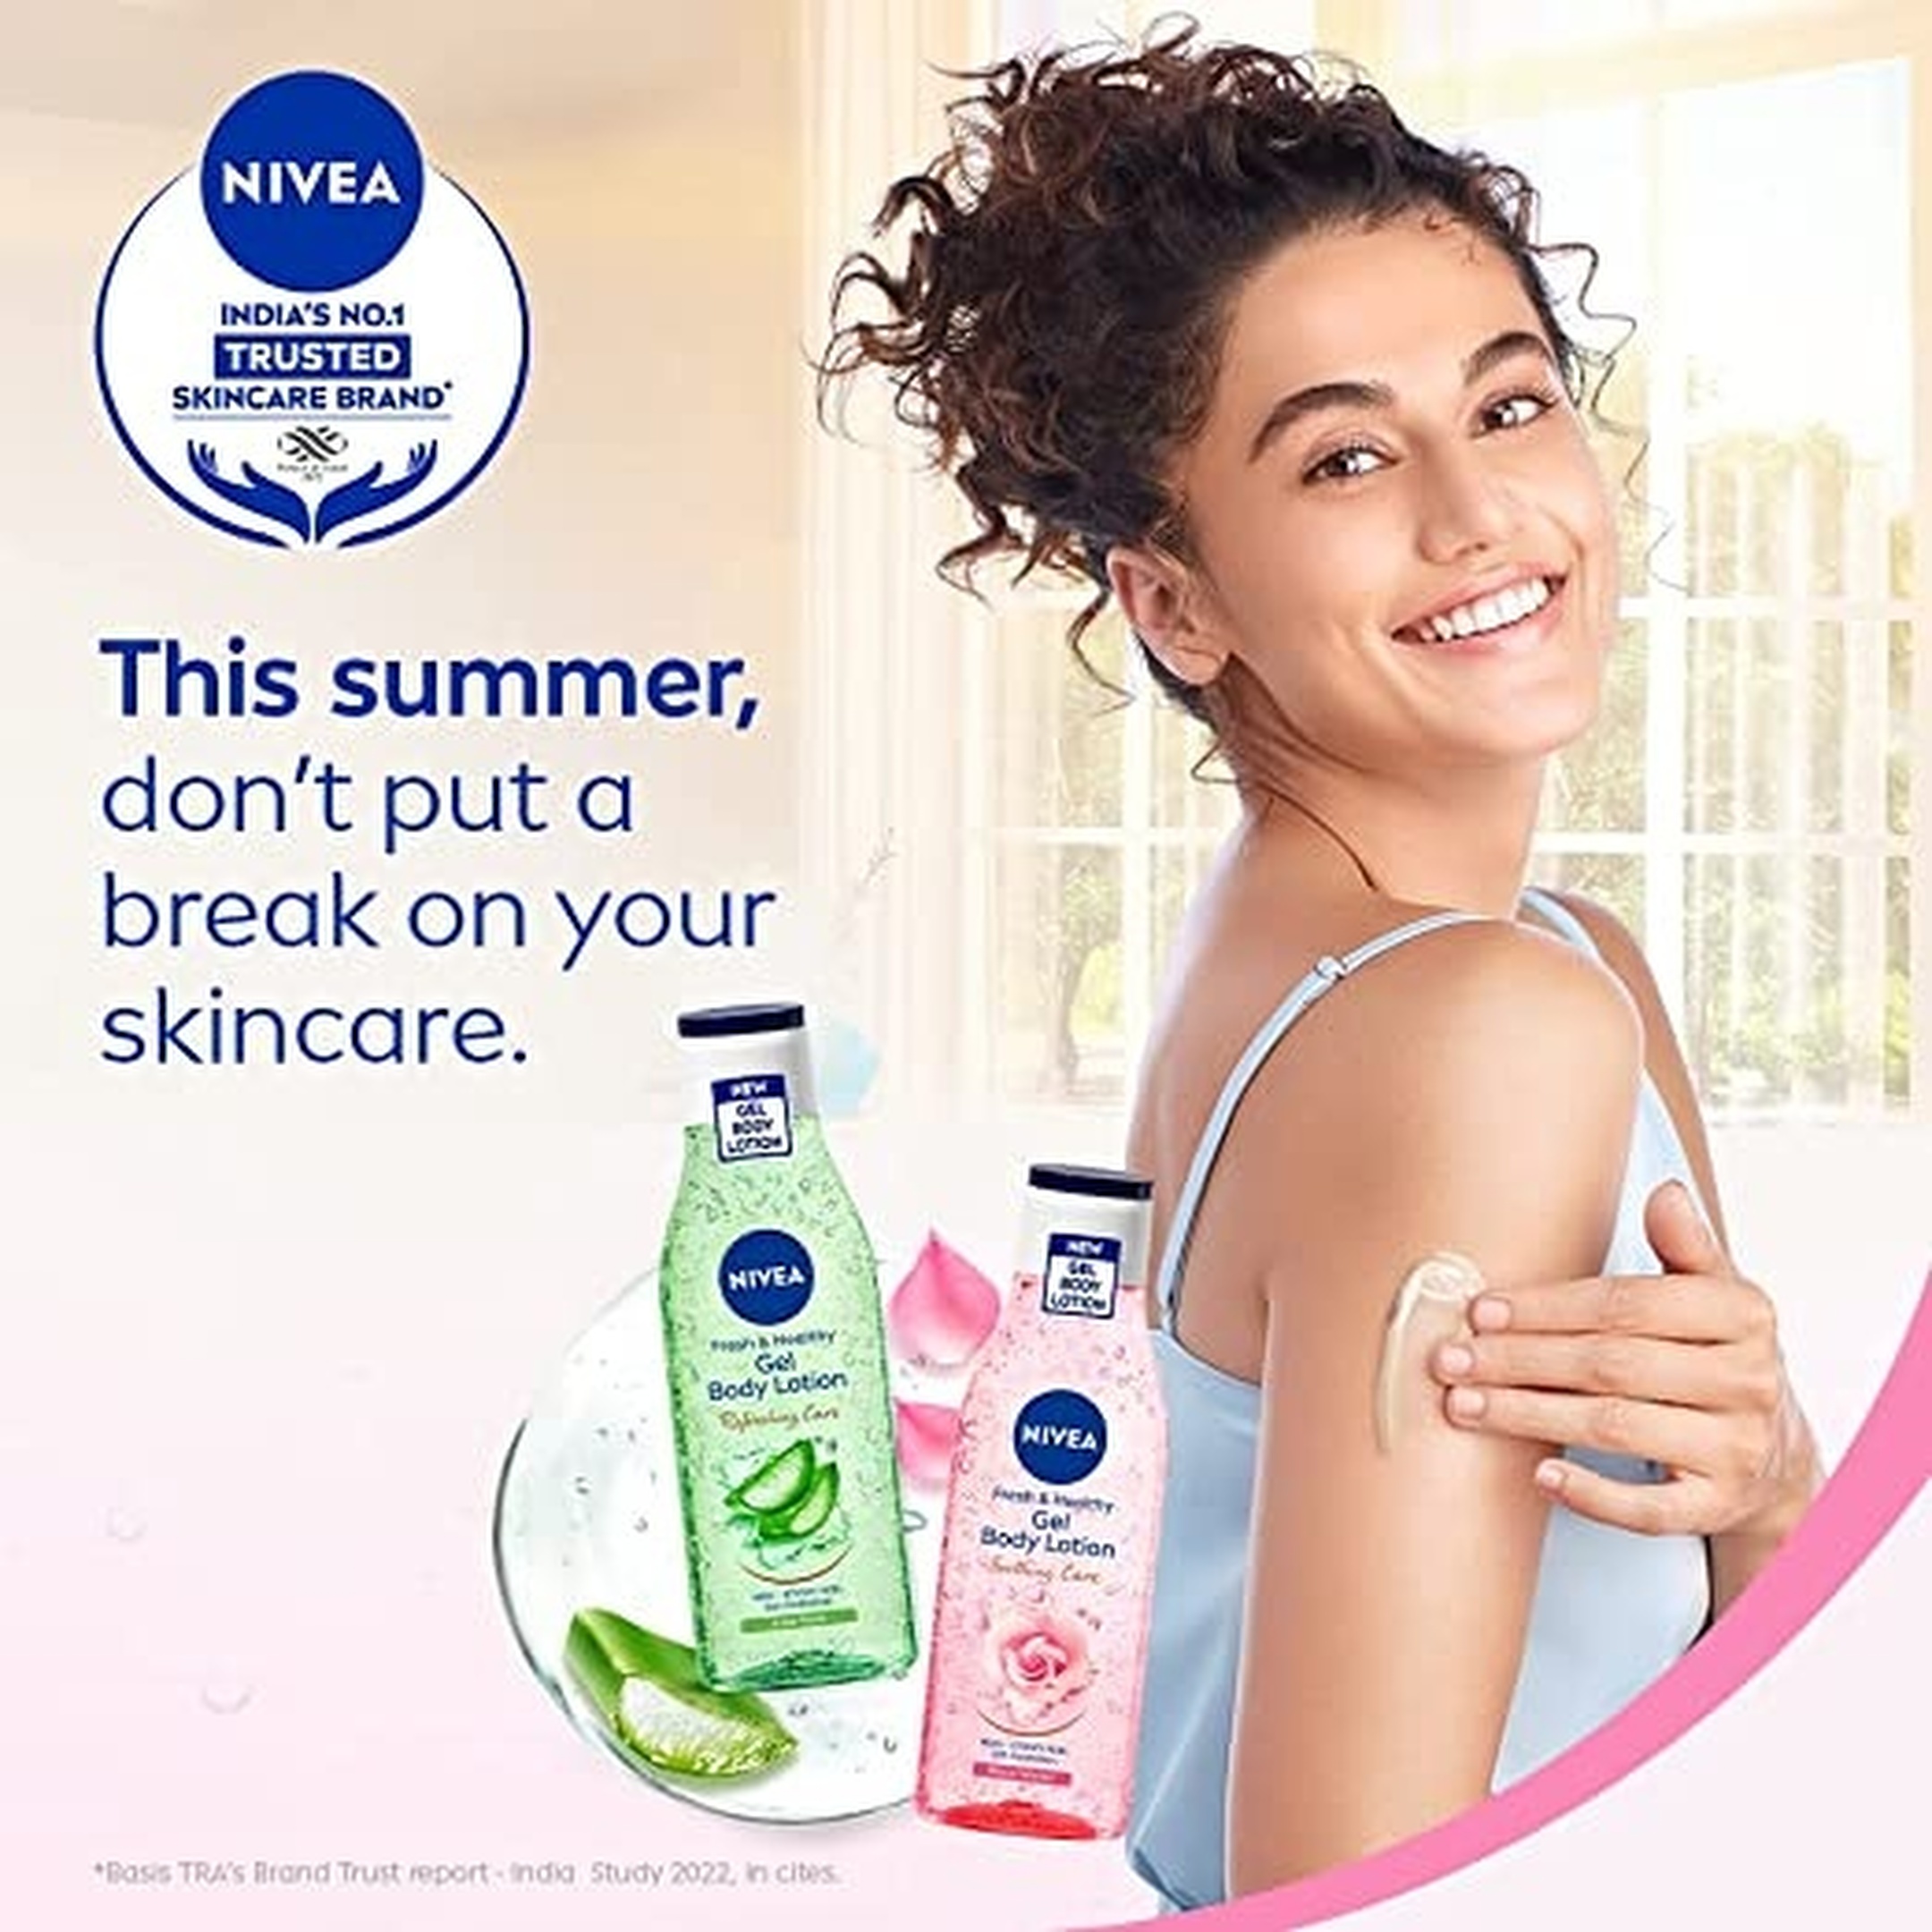 NIVEA
INDIA'S NO.1
TRUSTED
SKINCARE BRAND*
This summer,
don't put a
break on your
skincare.
NEW
GEL
BODY
LOTION
NIVEA
Fresh & Healthy
Gel
Body Lotion
Refreshing Care
NEW
GEL
BODY
LOTION
NIVEA
Fresh & Healthy
Gel
Body Lotion
Soothing Care
*Basis TRA's Brand Trust report - India Study 2022, in cites.